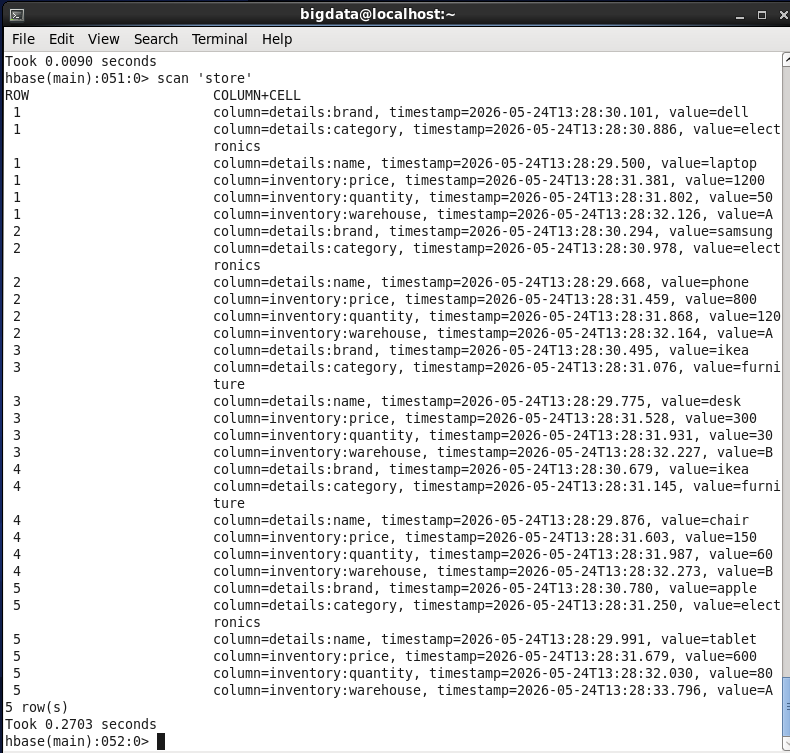 bigdata@localhost:~
File Edit View Search Terminal Help
Took 0.0090 seconds
hbase(main):051:0> scan 'store'
ROW COLUMN+CELL
1 column=details:brand, timestamp=2026-05-24T13:28:30.101, value=dell
1 column=details:category, timestamp=2026-05-24T13:28:30.886, value=elect
ronics
1 column=details:name, timestamp=2026-05-24T13:28:29.500, value=laptop
1 column=inventory:price, timestamp=2026-05-24T13:28:31.381, value=1200
1 column=inventory:quantity, timestamp=2026-05-24T13:28:31.802, value=50
1 column=inventory:warehouse, timestamp=2026-05-24T13:28:32.126, value=A
2 column=details:brand, timestamp=2026-05-24T13:28:30.294, value=samsung
2 column=details:category, timestamp=2026-05-24T13:28:30.978, value=elect
ronics
2 column=details:name, timestamp=2026-05-24T13:28:29.668, value=phone
2 column=inventory:price, timestamp=2026-05-24T13:28:31.459, value=800
2 column=inventory:quantity, timestamp=2026-05-24T13:28:31.868, value=120
2 column=inventory:warehouse, timestamp=2026-05-24T13:28:32.164, value=A
3 column=details:brand, timestamp=2026-05-24T13:28:30.495, value=ikea
3 column=details:category, timestamp=2026-05-24T13:28:31.076, value=furni
ture
3 column=details:name, timestamp=2026-05-24T13:28:29.775, value=desk
3 column=inventory:price, timestamp=2026-05-24T13:28:31.528, value=300
3 column=inventory:quantity, timestamp=2026-05-24T13:28:31.931, value=30
3 column=inventory:warehouse, timestamp=2026-05-24T13:28:32.227, value=B
4 column=details:brand, timestamp=2026-05-24T13:28:30.679, value=ikea
4 column=details:category, timestamp=2026-05-24T13:28:31.145, value=furni
ture
4 column=details:name, timestamp=2026-05-24T13:28:29.876, value=chair
4 column=inventory:price, timestamp=2026-05-24T13:28:31.603, value=150
4 column=inventory:quantity, timestamp=2026-05-24T13:28:31.987, value=60
4 column=inventory:warehouse, timestamp=2026-05-24T13:28:32.273, value=B
5 column=details:brand, timestamp=2026-05-24T13:28:30.780, value=apple
5 column=details:category, timestamp=2026-05-24T13:28:31.250, value=elect
ronics
5 column=details:name, timestamp=2026-05-24T13:28:29.991, value=tablet
5 column=inventory:price, timestamp=2026-05-24T13:28:31.679, value=600
5 column=inventory:quantity, timestamp=2026-05-24T13:28:32.030, value=80
5 column=inventory:warehouse, timestamp=2026-05-24T13:28:33.796, value=A
5 row(s)
Took 0.2703 seconds
hbase(main):052:0>